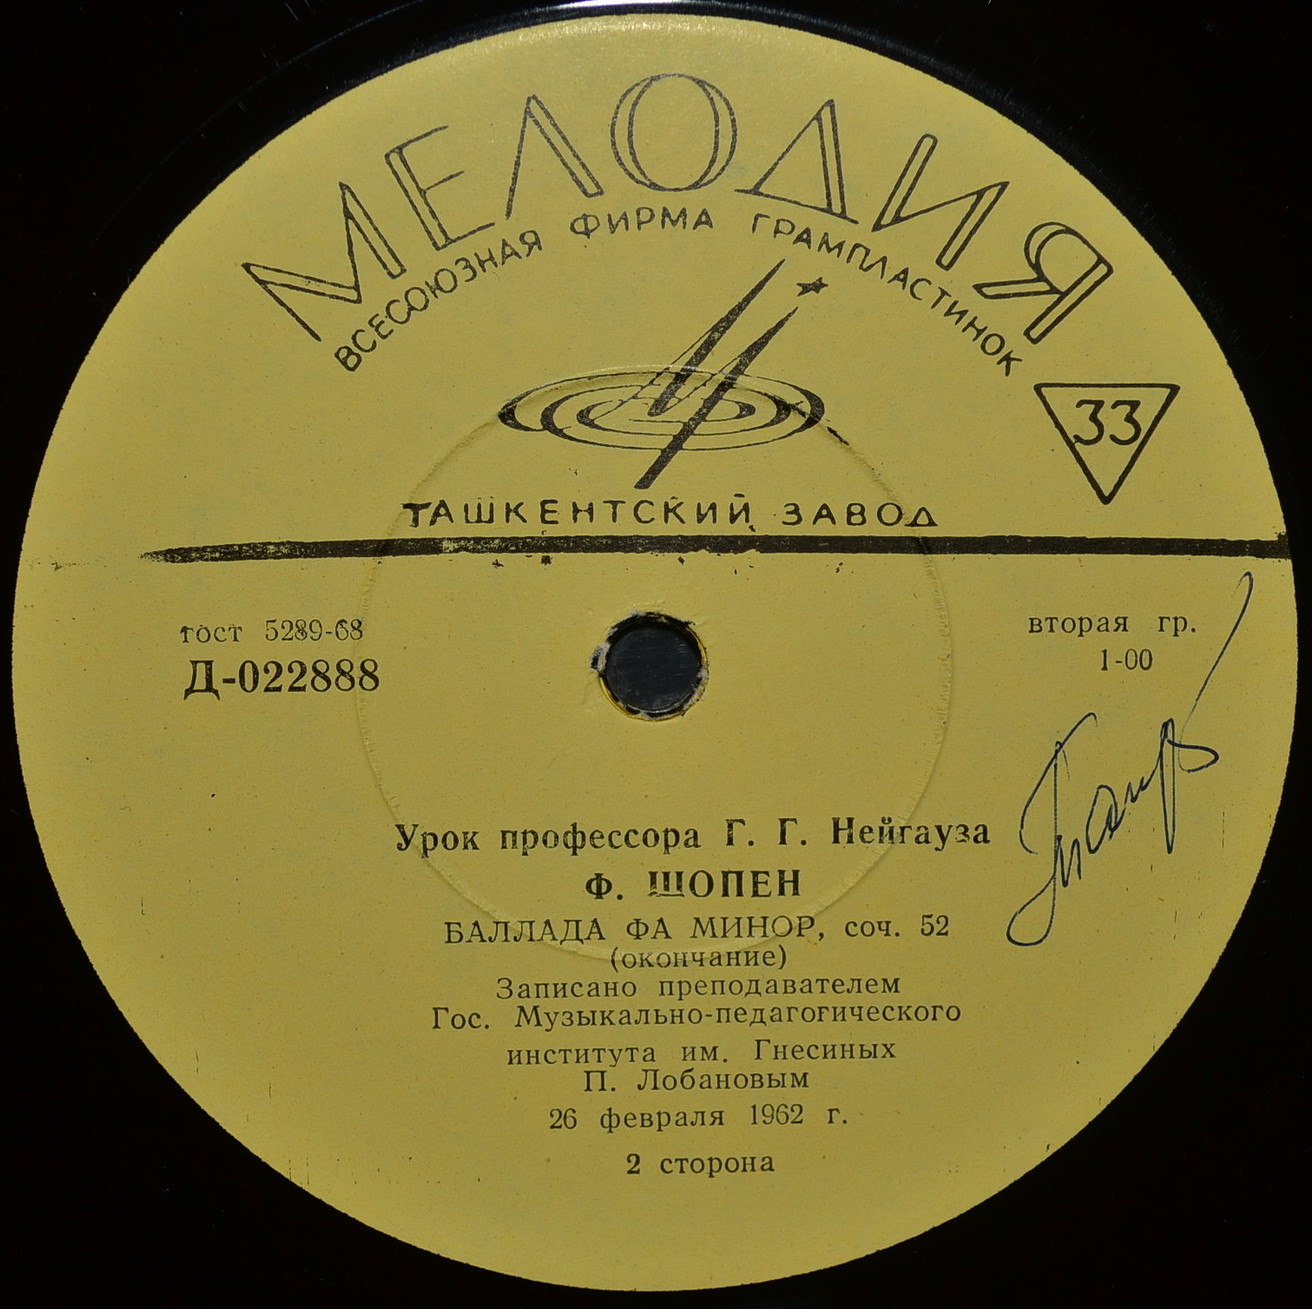 МЕЛОДИЯ
ВСЕСОЮЗНАЯ ФИРМА ГРАМПЛАСТИНОК
33
ТАШКЕНТСКИЙ ЗАВОД
гост 5289-68
Д-022888
вторая гр.
1-00
Урок профессора Г. Г. Нейгауза
Ф. ШОПЕН
БАЛЛАДА ФА МИНОР, соч. 52
(окончание)
Записано преподавателем
Гос. Музыкально-педагогического
института им. Гнесиных
П. Лобановым
26 февраля 1962 г.
2 сторона